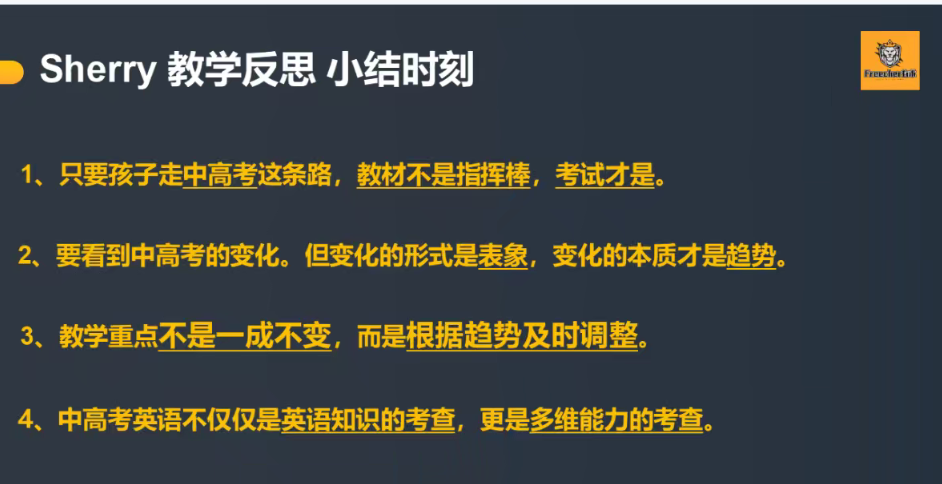 Sherry 教学反思 小结时刻
1、只要孩子走中高考这条路，教材不是指挥棒，考试才是。
2、要看到中高考的变化。但变化的形式是表象，变化的本质才是趋势。
3、教学重点不是一成不变，而是根据趋势及时调整。
4、中高考英语不仅仅是英语知识的考查，更是多维能力的考查。